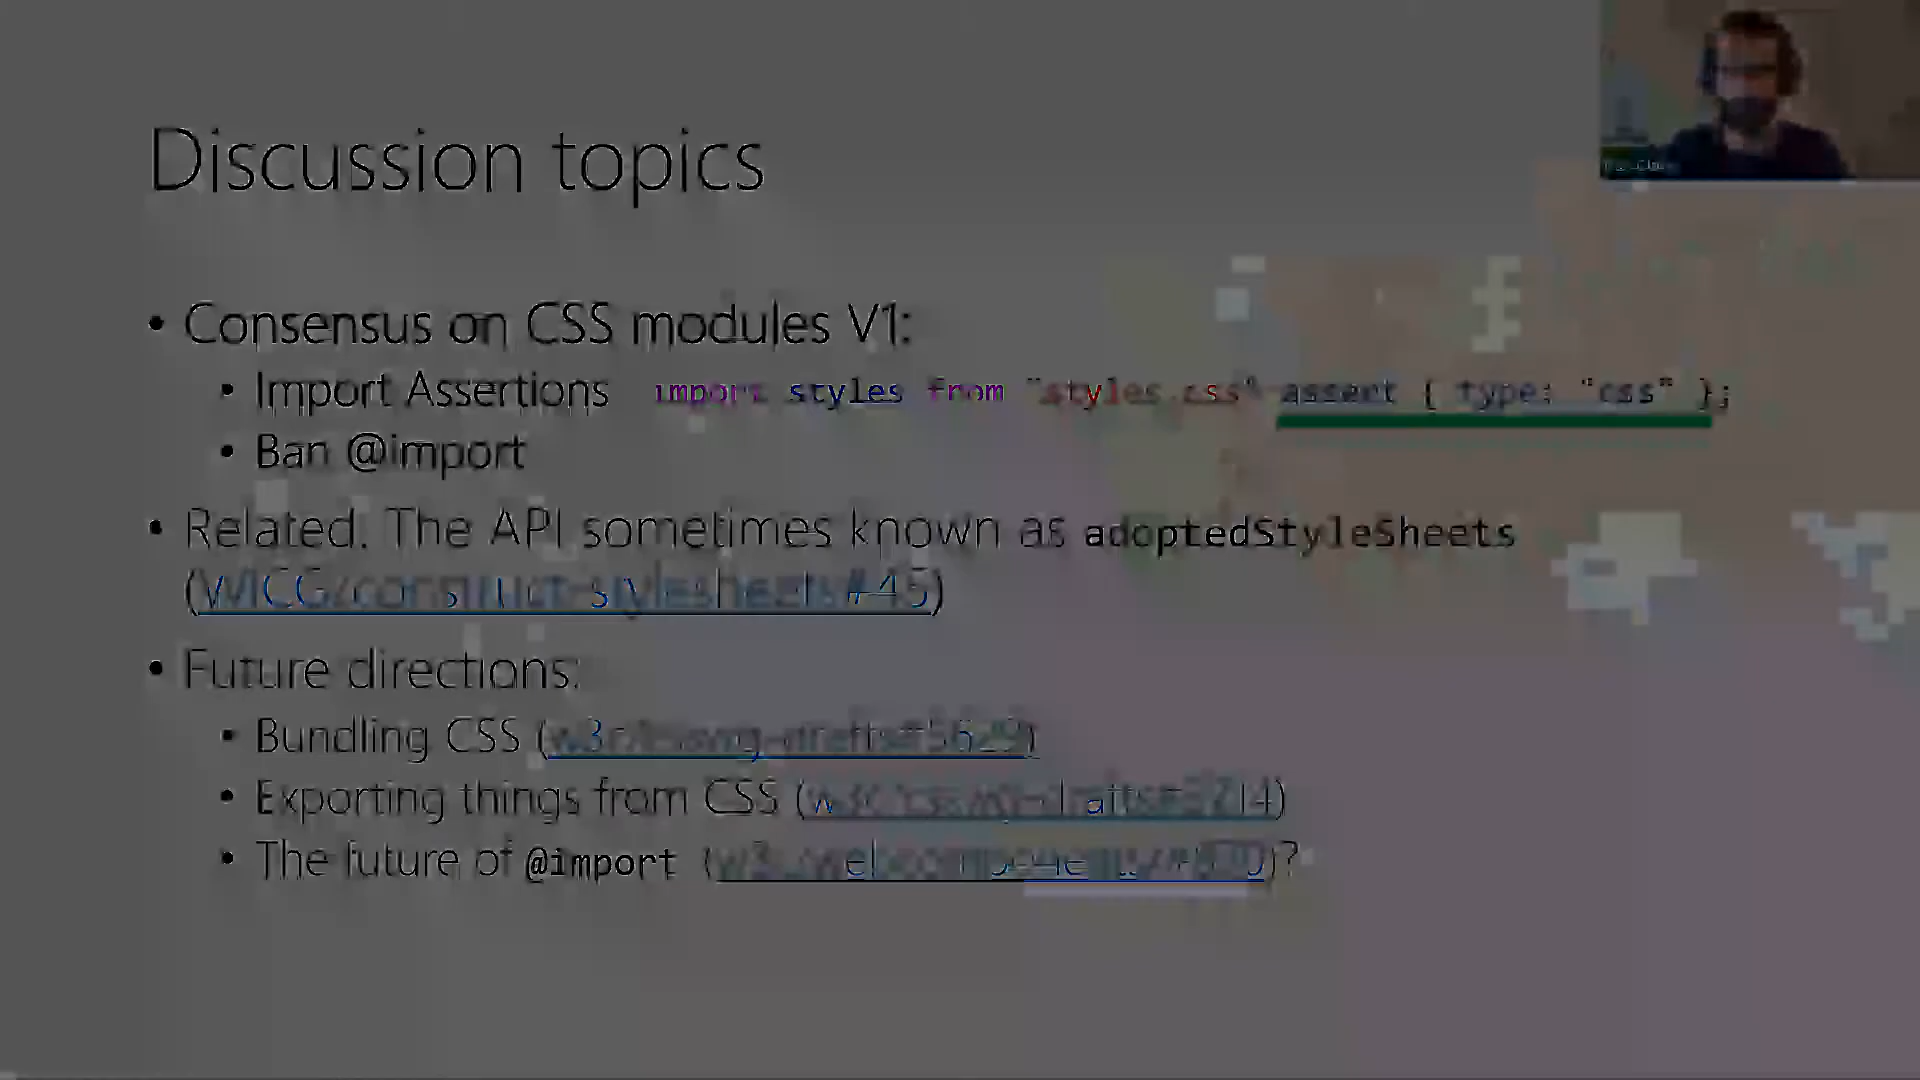 Discussion topics
• Consensus on CSS modules V1:
• Import Assertions import styles from "styles.css" assert { type: "css" };
• Ban @import
• Related: The API sometimes known as adoptedStyleSheets
(WICG/construct-stylesheets#45)
• Future directions:
• Bundling CSS (w3c/csswg-drafts#5629)
• Exporting things from CSS (w3c/csswg-drafts#3714)
• The future of @import (w3c/webcomponents#870)?